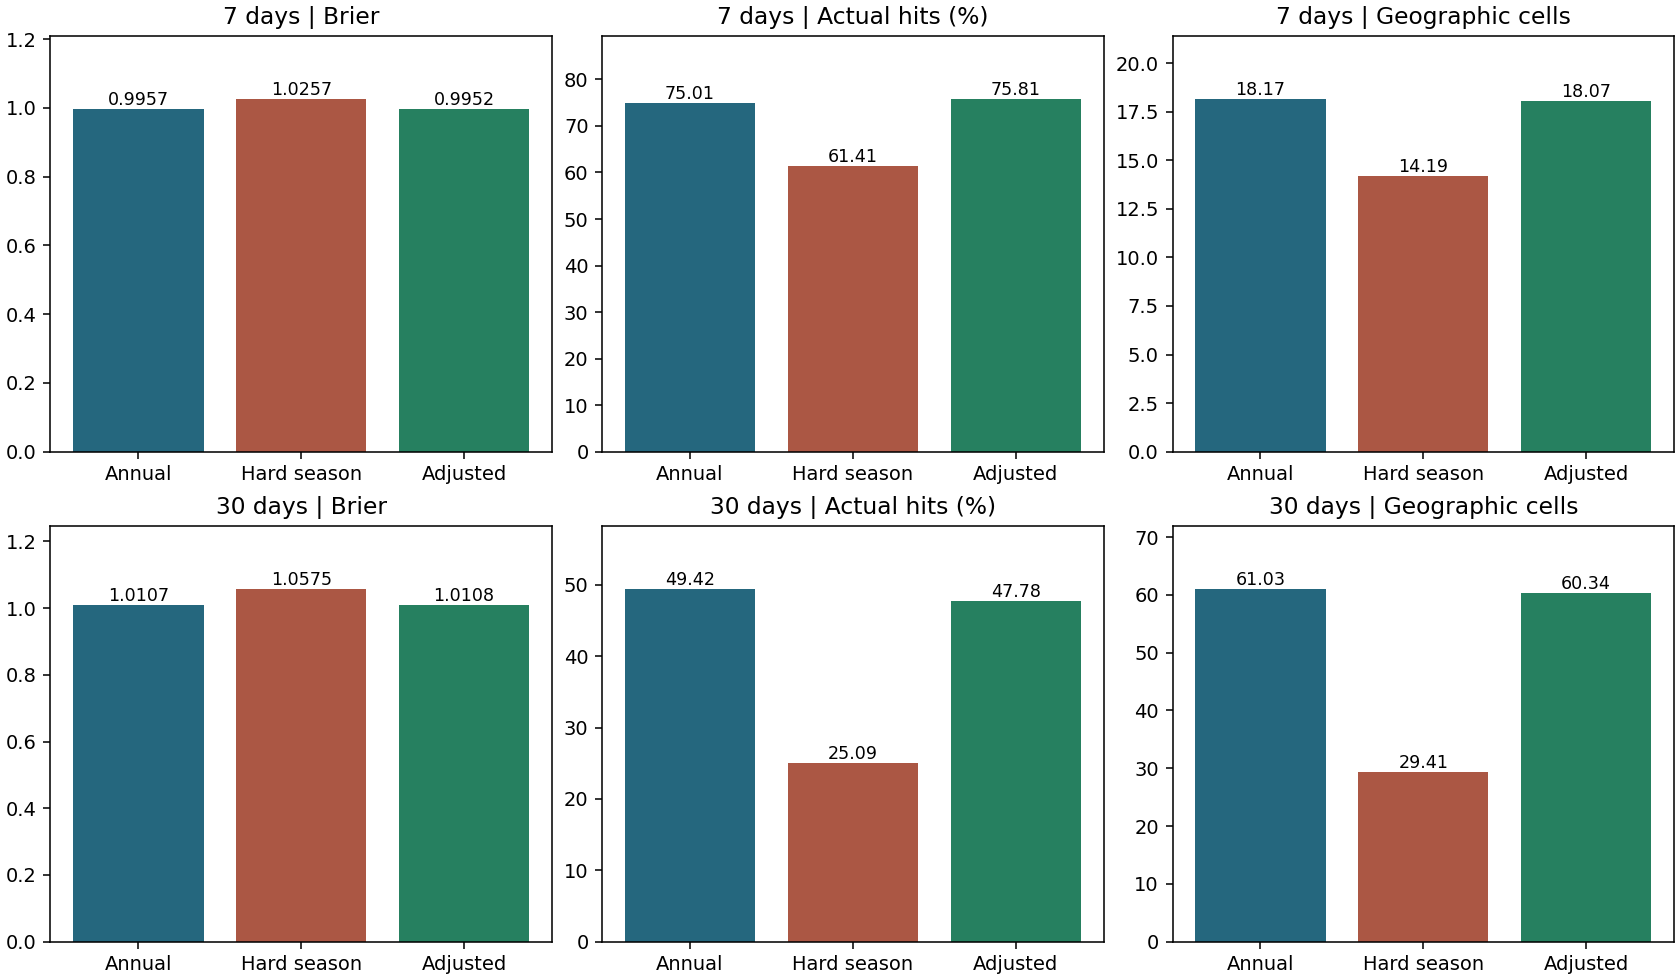 7 days | Brier
1.2
1.0
0.8
0.6
0.4
0.2
0.0
0.9957
1.0257
0.9952
Annual
Hard season
Adjusted
7 days | Actual hits (%)
80
70
60
50
40
30
20
10
0
75.01
61.41
75.81
Annual
Hard season
Adjusted
7 days | Geographic cells
20.0
17.5
15.0
12.5
10.0
7.5
5.0
2.5
0.0
18.17
14.19
18.07
Annual
Hard season
Adjusted
30 days | Brier
1.2
1.0
0.8
0.6
0.4
0.2
0.0
1.0107
1.0575
1.0108
Annual
Hard season
Adjusted
30 days | Actual hits (%)
50
40
30
20
10
0
49.42
25.09
47.78
Annual
Hard season
Adjusted
30 days | Geographic cells
70
60
50
40
30
20
10
0
61.03
29.41
60.34
Annual
Hard season
Adjusted